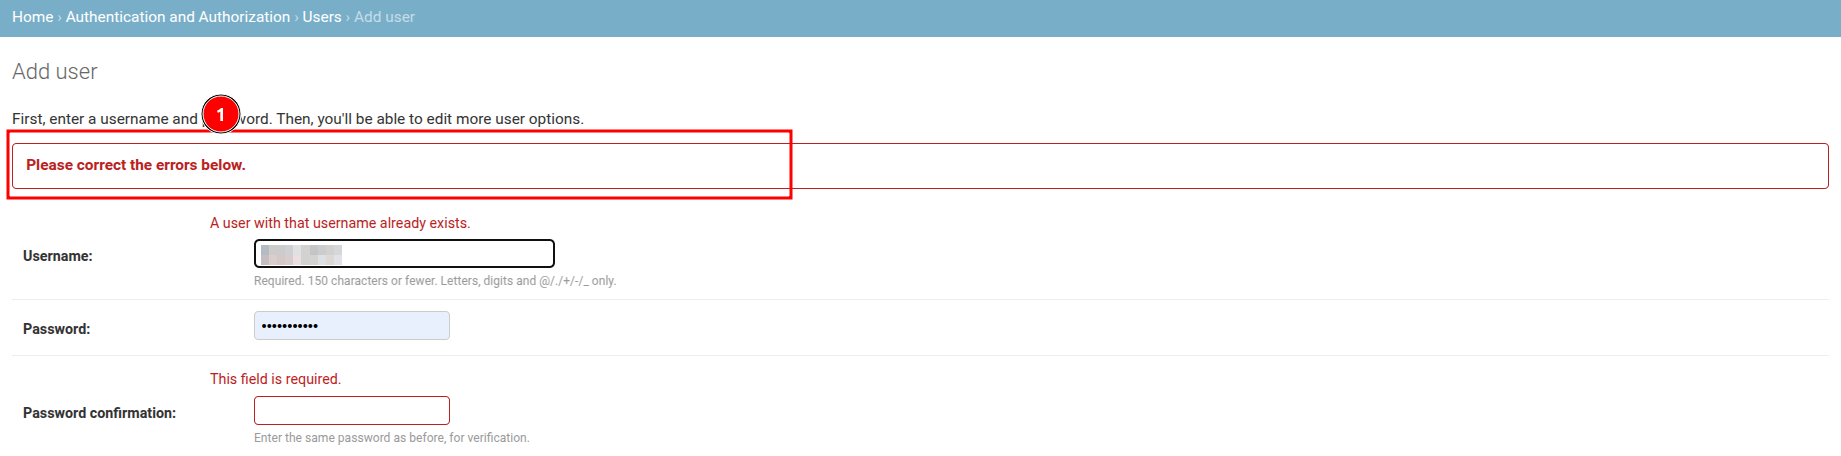 Home › Authentication and Authorization › Users › Add user
Add user
1
First, enter a username and word. Then, you'll be able to edit more user options.
Please correct the errors below.
A user with that username already exists.
Username:
Required. 150 characters or fewer. Letters, digits and @/./+/-/_ only.
Password:
•••••••••••
This field is required.
Password confirmation:
Enter the same password as before, for verification.